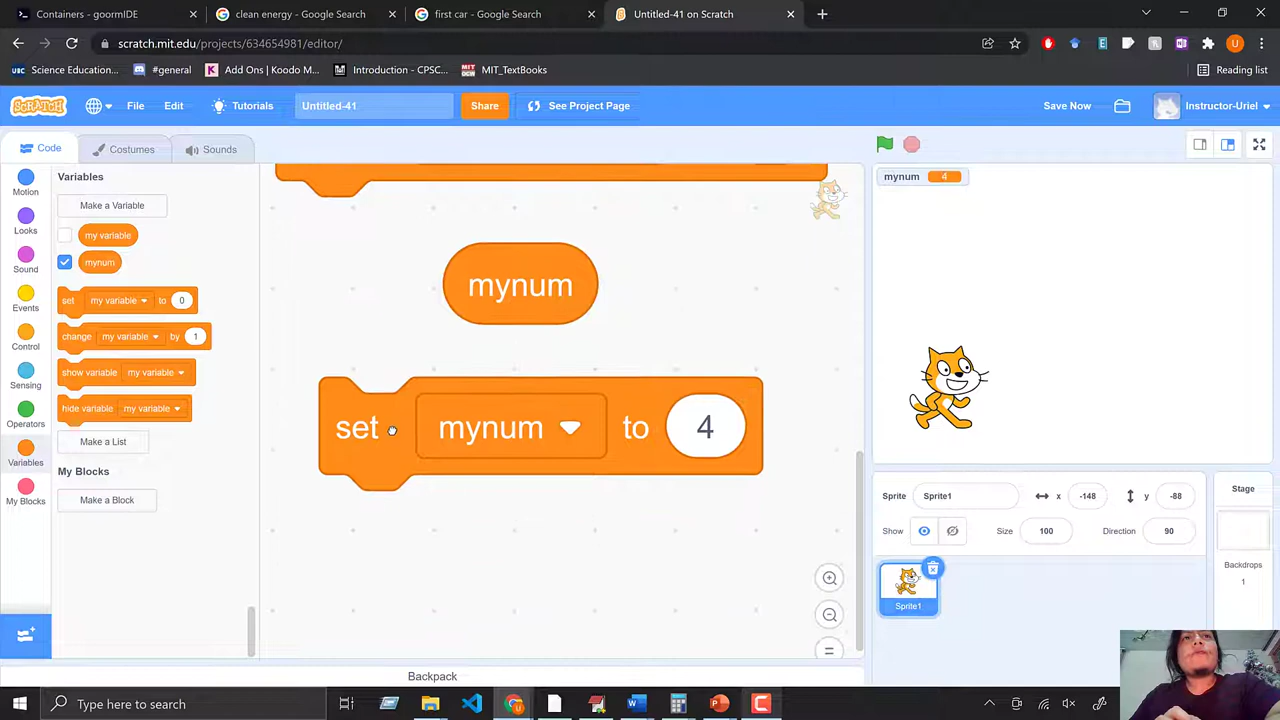 Containers - goormIDE
clean energy - Google Search
first car - Google Search
Untitled-41 on Scratch
scratch.mit.edu/projects/634654981/editor/
Science Education...
#general
Add Ons | Koodo M...
Introduction - CPSC...
MIT_TextBooks
Reading list
SCRATCH
File
Edit
Tutorials
Untitled-41
Share
See Project Page
Save Now
Instructor-Uriel
Code
Costumes
Sounds
Motion
Looks
Sound
Events
Control
Sensing
Operators
Variables
My Blocks
Variables
Make a Variable
my variable
mynum
set my variable to 0
change my variable by 1
show variable my variable
hide variable my variable
Make a List
My Blocks
Make a Block
mynum
set mynum to 4
Backpack
mynum 4
Sprite Sprite1 x -148 y -88
Show Size 100 Direction 90
Sprite1
Stage
Backdrops
1
Type here to search